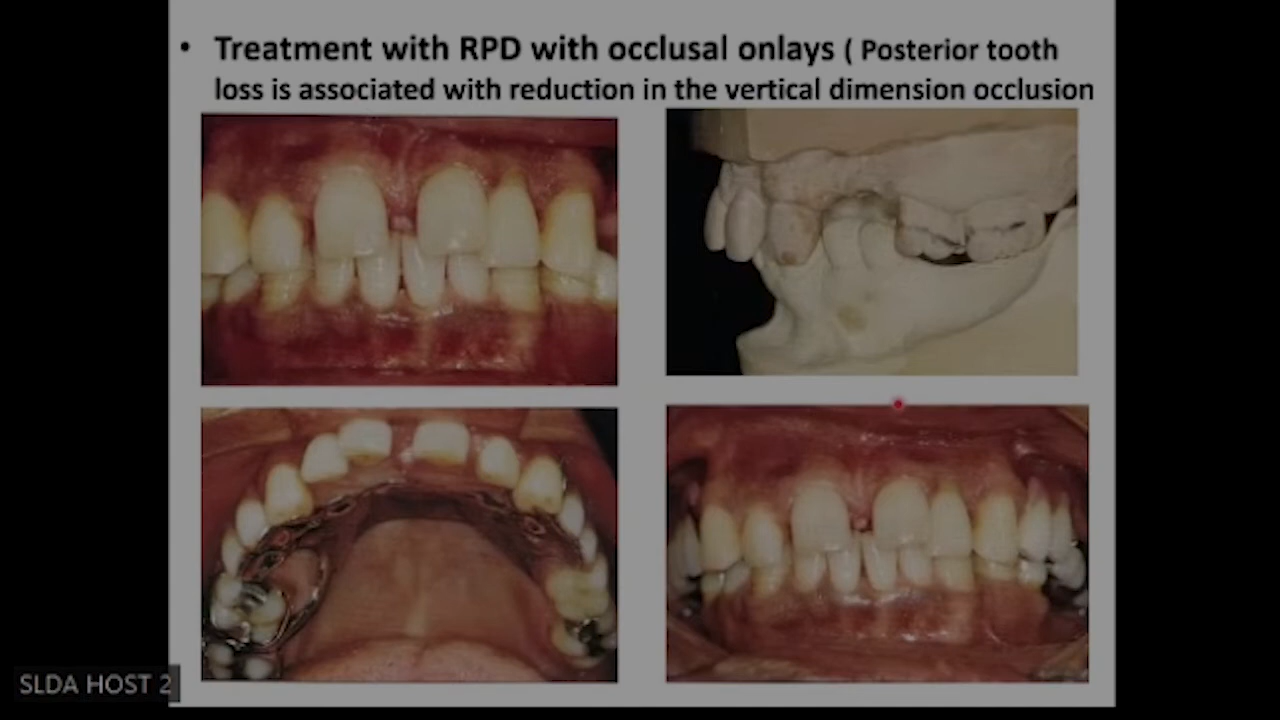 • Treatment with RPD with occlusal onlays ( Posterior tooth
loss is associated with reduction in the vertical dimension occlusion
SLDA HOST 2